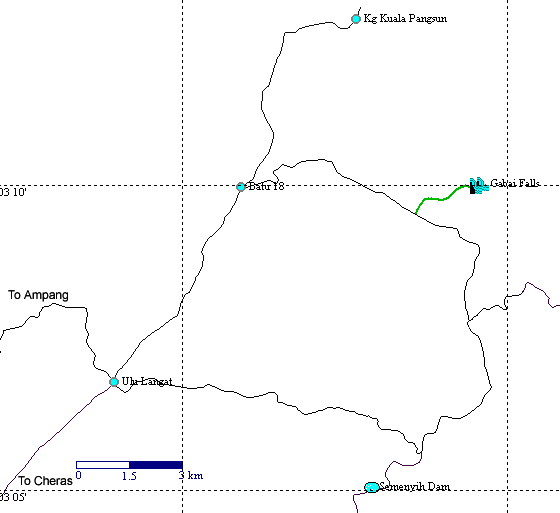 Kg Kuala Pangsun
Batu 18
Gabai Falls
03 10'
To Ampang
Ulu Langat
0 1.5 3 km
To Cheras
Semenyih Dam
03 05'